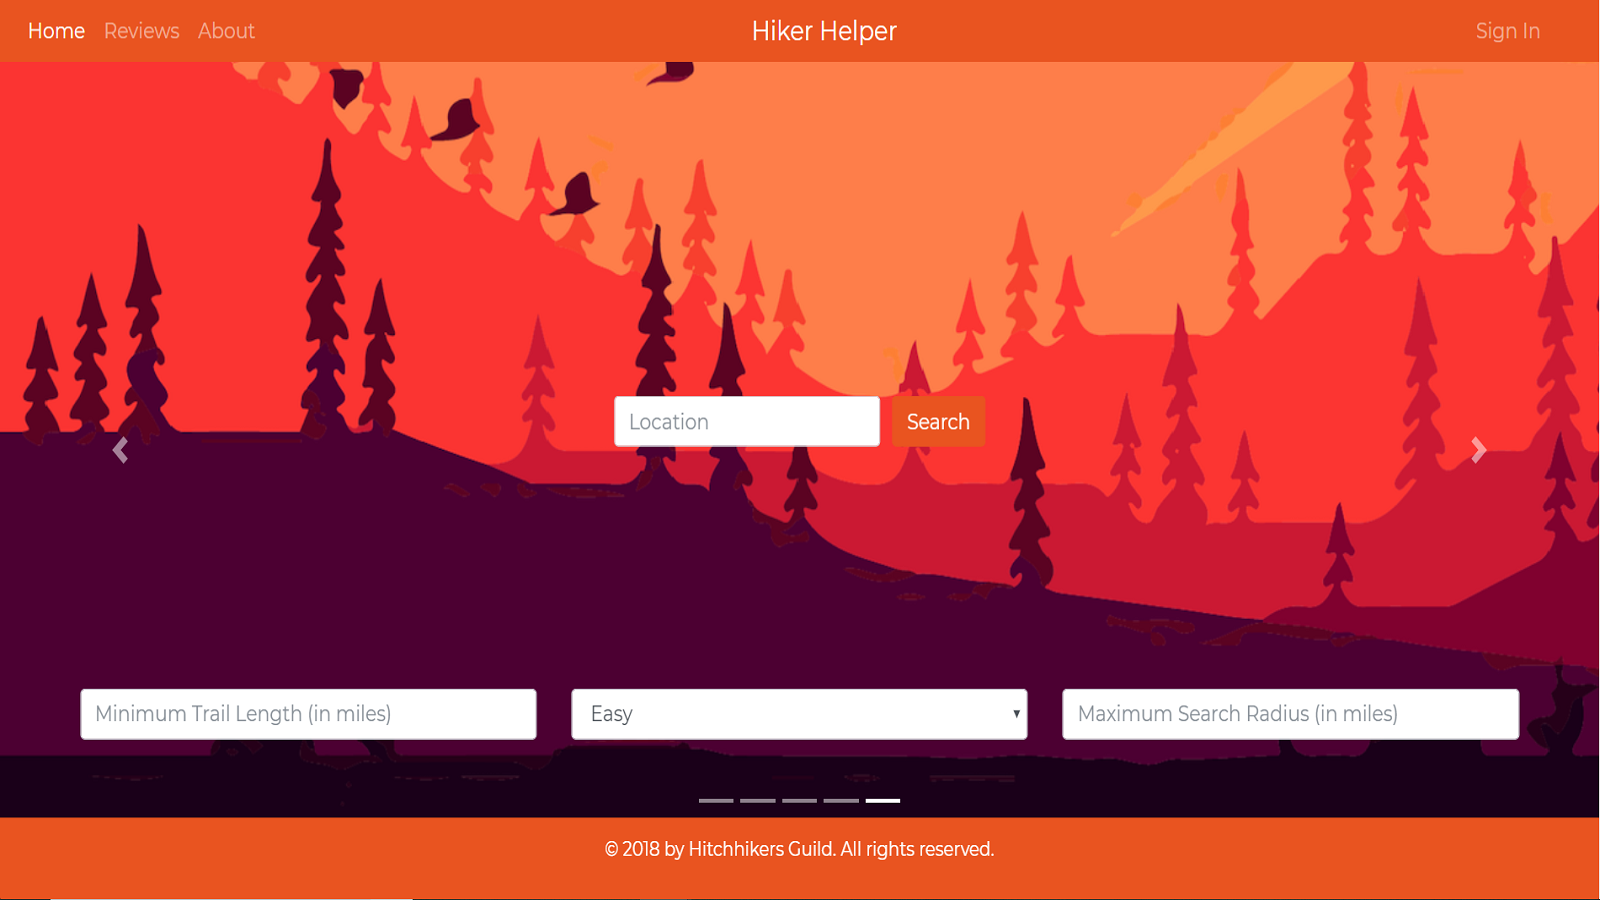 Home Reviews About Hiker Helper Sign In
Location Search
Minimum Trail Length (in miles) Easy Maximum Search Radius (in miles)
© 2018 by Hitchhikers Guild. All rights reserved.